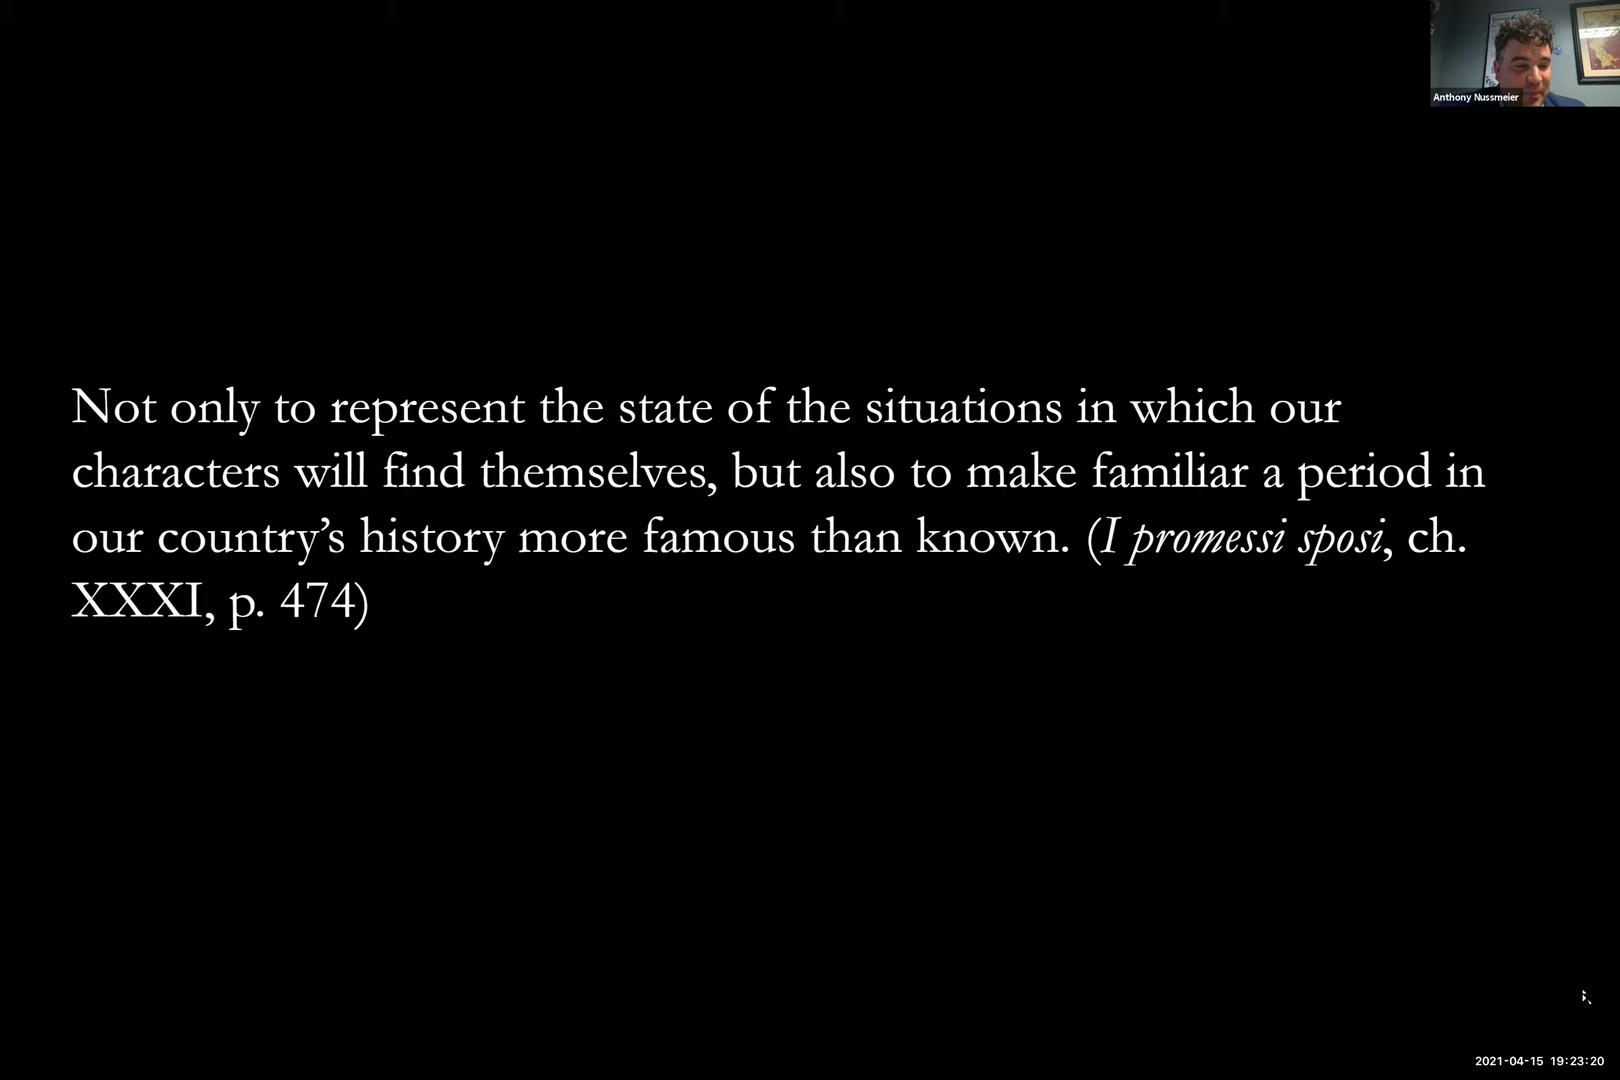 Anthony Nussmeier
Not only to represent the state of the situations in which our
characters will find themselves, but also to make familiar a period in
our country’s history more famous than known. (I promessi sposi, ch.
XXXI, p. 474)
2021-04-15 19:23:20